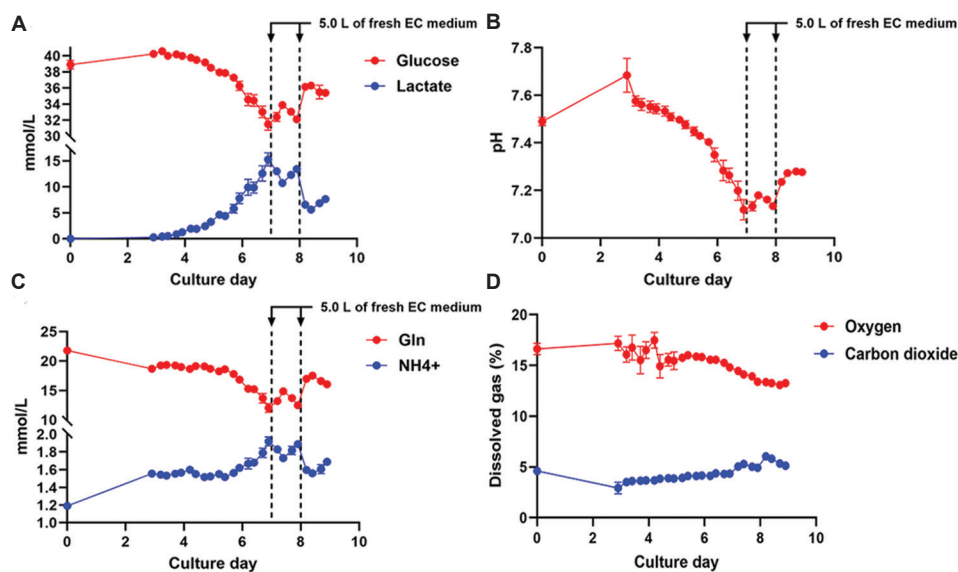 A
5.0 L of fresh EC medium
Glucose
Lactate
mmol/L
40
38
36
34
32
30
15
10
5
0
0 2 4 6 8 10
Culture day
B
5.0 L of fresh EC medium
pH
7.8
7.6
7.4
7.2
7.0
0 2 4 6 8 10
Culture day
C
5.0 L of fresh EC medium
Gln
NH4+
mmol/L
25
20
15
10
2.0
1.8
1.6
1.4
1.2
1.0
0 2 4 6 8 10
Culture day
D
Oxygen
Carbon dioxide
Dissolved gas (%)
20
15
10
5
0
0 2 4 6 8 10
Culture day